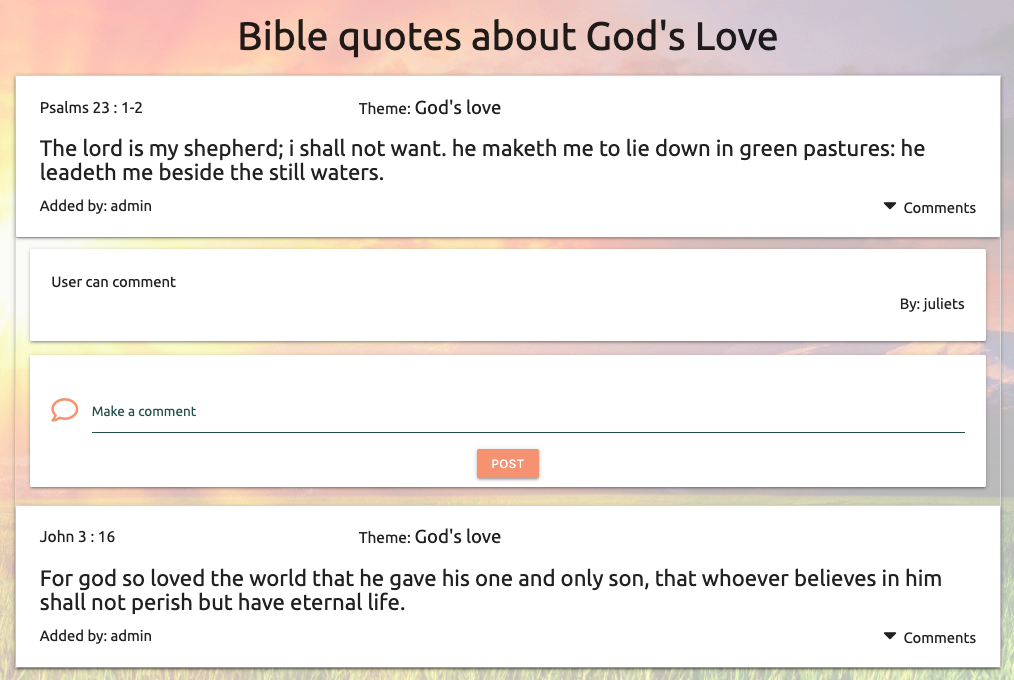 Bible quotes about God's Love
Psalms 23 : 1-2
Theme: God's love
The lord is my shepherd; i shall not want. he maketh me to lie down in green pastures: he
leadeth me beside the still waters.
Added by: admin
Comments
User can comment
By: juliets
Make a comment
POST
John 3 : 16
Theme: God's love
For god so loved the world that he gave his one and only son, that whoever believes in him
shall not perish but have eternal life.
Added by: admin
Comments